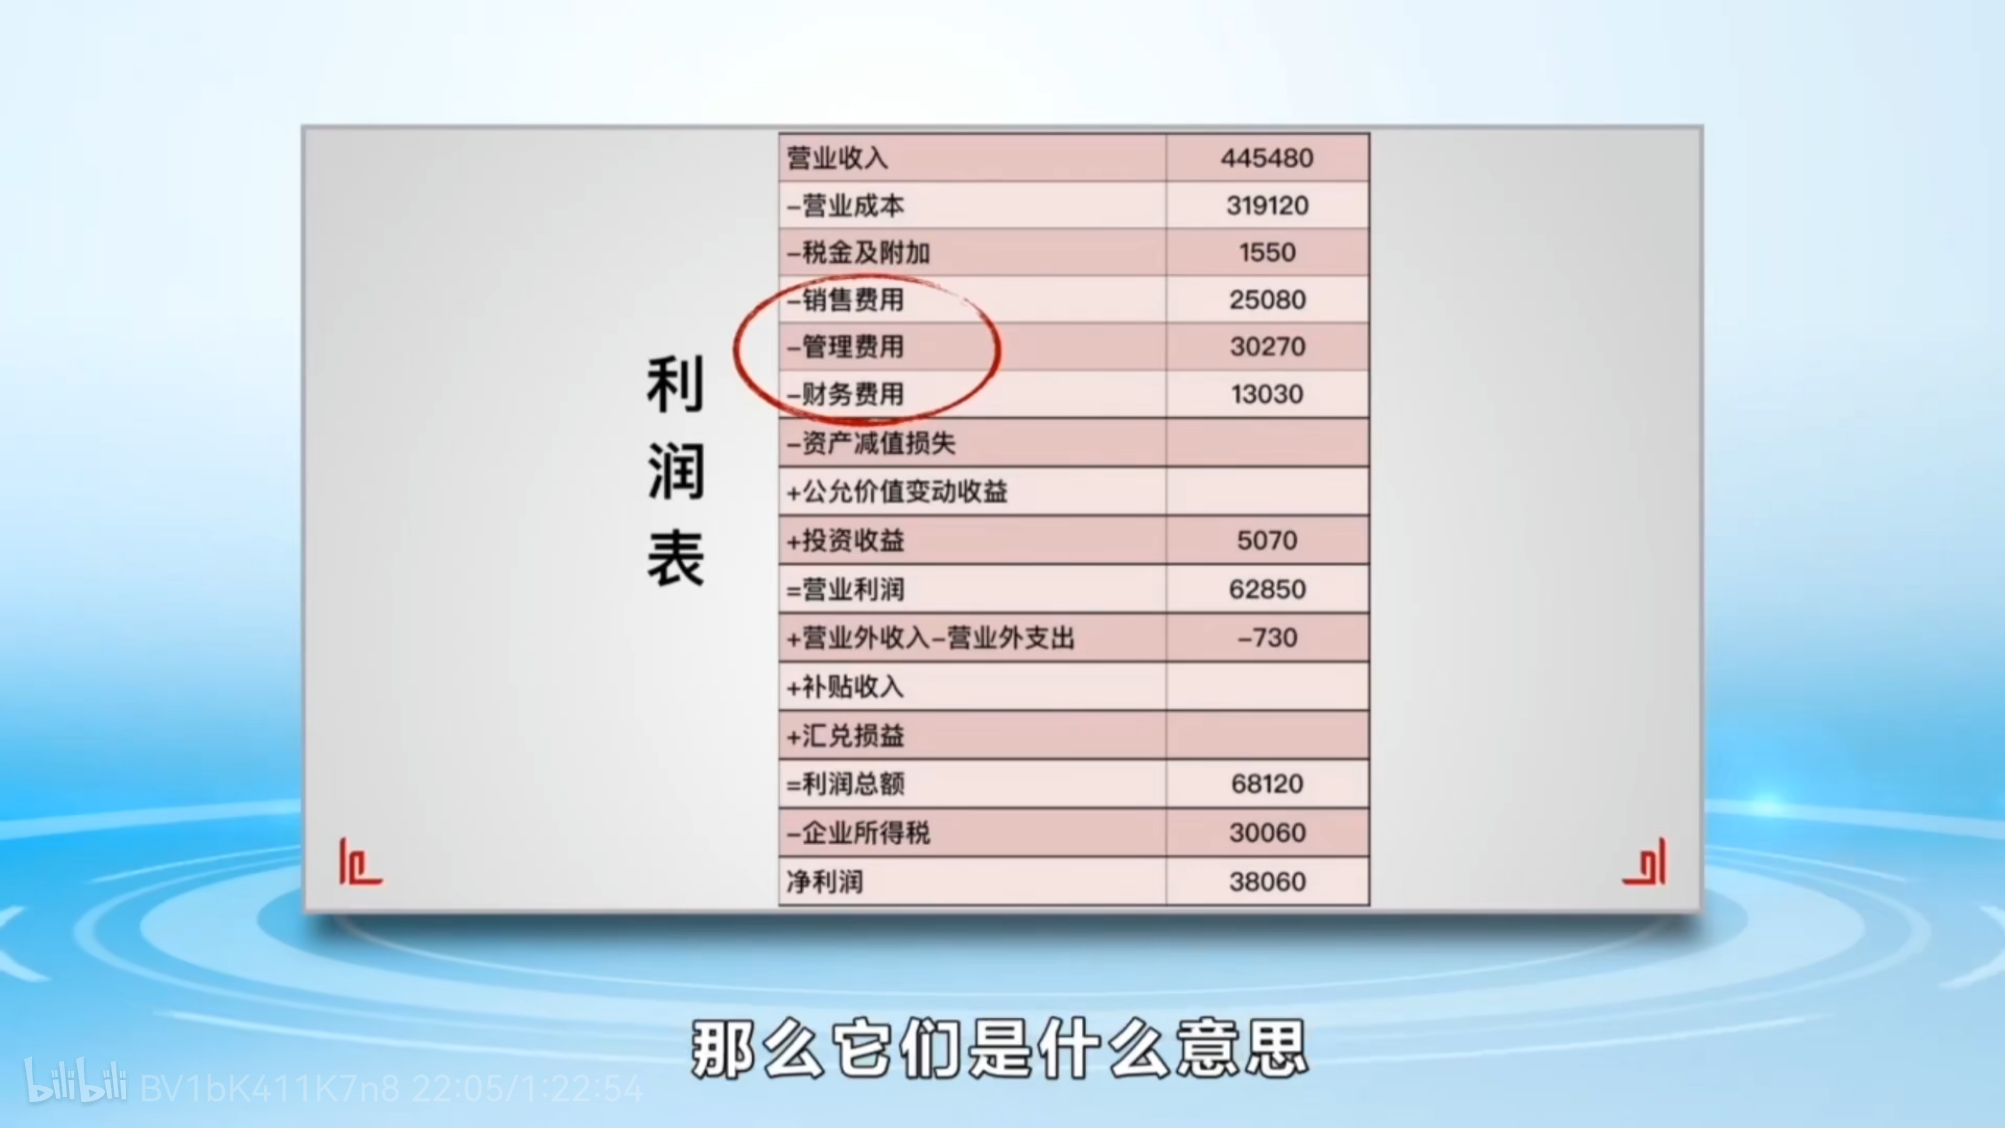 利润表
营业收入 445480
–营业成本 319120
–税金及附加 1550
–销售费用 25080
–管理费用 30270
–财务费用 13030
–资产减值损失
+公允价值变动收益
+投资收益 5070
=营业利润 62850
+营业外收入–营业外支出 –730
+补贴收入
+汇兑损益
=利润总额 68120
–企业所得税 30060
净利润 38060
那么它们是什么意思
bilibili BV1bK411K7n8 22:05/1:22:54